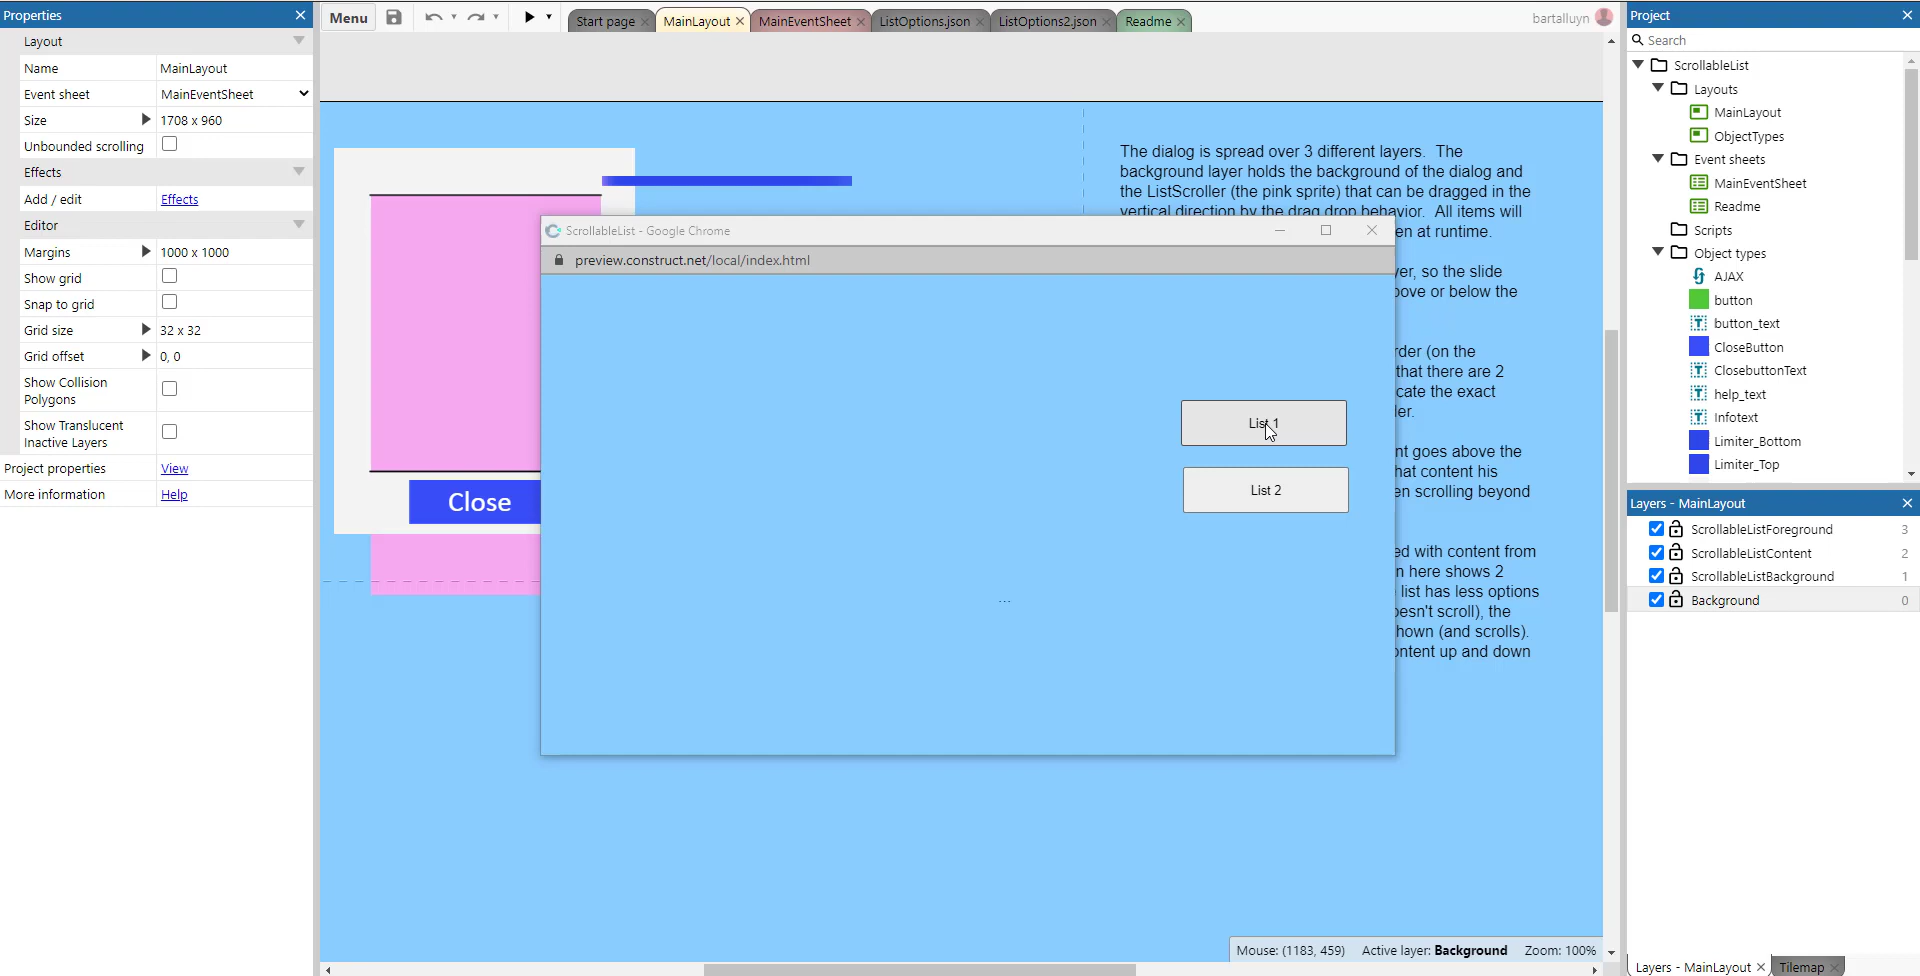 Properties
Layout
Name MainLayout
Event sheet MainEventSheet
Size 1708 x 960
Unbounded scrolling
Effects
Add / edit Effects
Editor
Margins 1000 x 1000
Show grid
Snap to grid
Grid size 32 x 32
Grid offset 0, 0
Show Collision
Polygons
Show Translucent
Inactive Layers
Project properties View
More information Help
Menu
Start page
MainLayout
MainEventSheet
ListOptions.json
ListOptions2.json
Readme
bartalluyn
The dialog is spread over 3 different layers. The
background layer holds the background of the dialog and
the ListScroller (the pink sprite) that can be dragged in the
vertical direction by the drag drop behavior. All items will
en at runtime.
yer, so the slide
bove or below the
rder (on the
that there are 2
cate the exact
ler.
nt goes above the
hat content his
en scrolling beyond
ed with content from
n here shows 2
list has less options
oesn't scroll), the
hown (and scrolls).
ontent up and down
Close
ScrollableList - Google Chrome
preview.construct.net/local/index.html
List 1
List 2
...
Mouse: (1183, 459) Active layer: Background Zoom: 100%
Project
Search
ScrollableList
Layouts
MainLayout
ObjectTypes
Event sheets
MainEventSheet
Readme
Scripts
Object types
AJAX
button
button_text
CloseButton
ClosebuttonText
help_text
Infotext
Limiter_Bottom
Limiter_Top
Layers - MainLayout
ScrollableListForeground 3
ScrollableListContent 2
ScrollableListBackground 1
Background 0
Layers - MainLayout
Tilemap